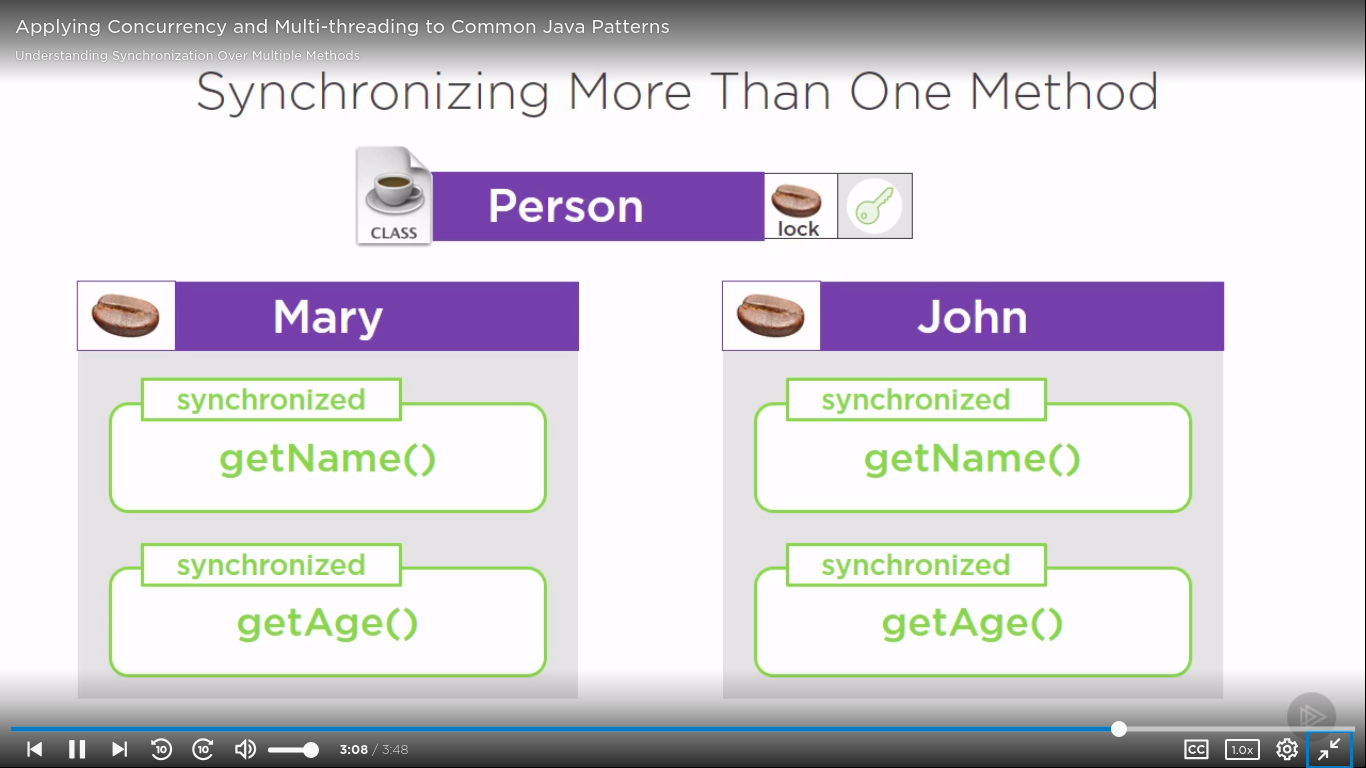 Applying Concurrency and Multi-threading to Common Java Patterns
Understanding Synchronization Over Multiple Methods
Synchronizing More Than One Method
CLASS
Person
lock
Mary
synchronized
getName()
synchronized
getAge()
John
synchronized
getName()
synchronized
getAge()
10
10
3:08 / 3:48
CC
1.0x